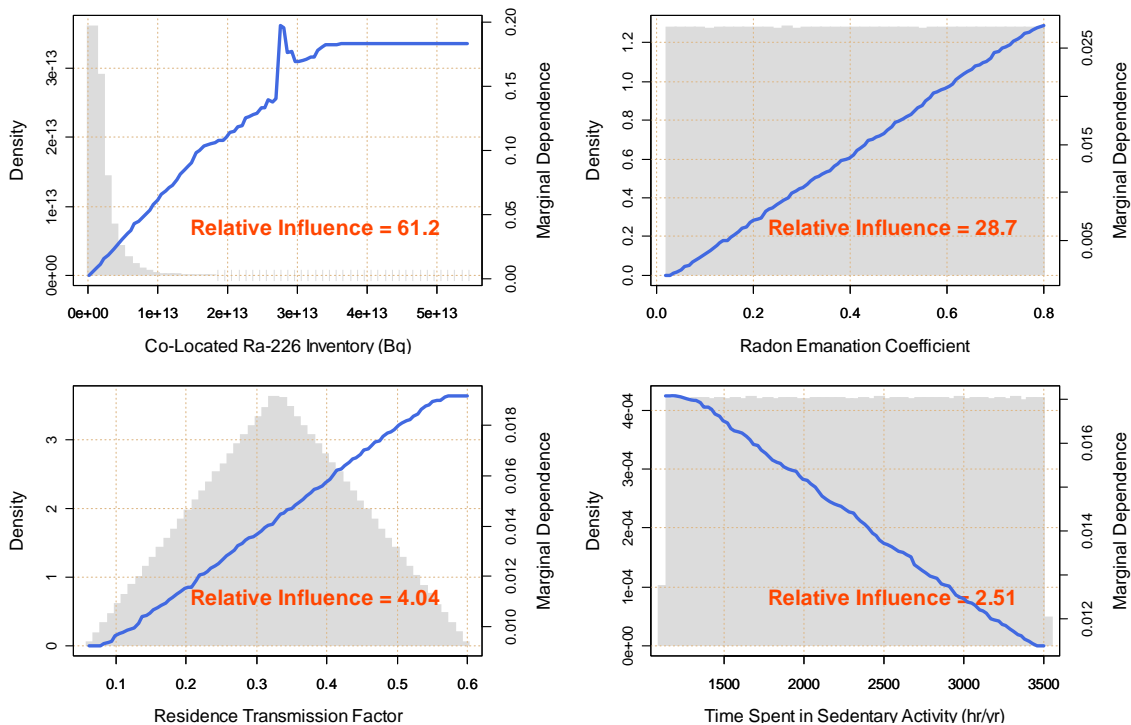 Density
0e+00
1e-13
2e-13
3e-13
0e+00
1e+13
2e+13
3e+13
4e+13
5e+13
0.00
0.05
0.10
0.15
0.20
Marginal Dependence
Relative Influence = 61.2
Co-Located Ra-226 Inventory (Bq)
Density
0.0
0.2
0.4
0.6
0.8
1.0
1.2
0.0
0.2
0.4
0.6
0.8
0.005
0.015
0.025
Marginal Dependence
Relative Influence = 28.7
Radon Emanation Coefficient
Density
0
1
2
3
0.1
0.2
0.3
0.4
0.5
0.6
0.010
0.012
0.014
0.016
0.018
Marginal Dependence
Relative Influence = 4.04
Residence Transmission Factor
Density
0e+00
1e-04
2e-04
3e-04
4e-04
1500
2000
2500
3000
3500
0.012
0.014
0.016
Marginal Dependence
Relative Influence = 2.51
Time Spent in Sedentary Activity (hr/yr)